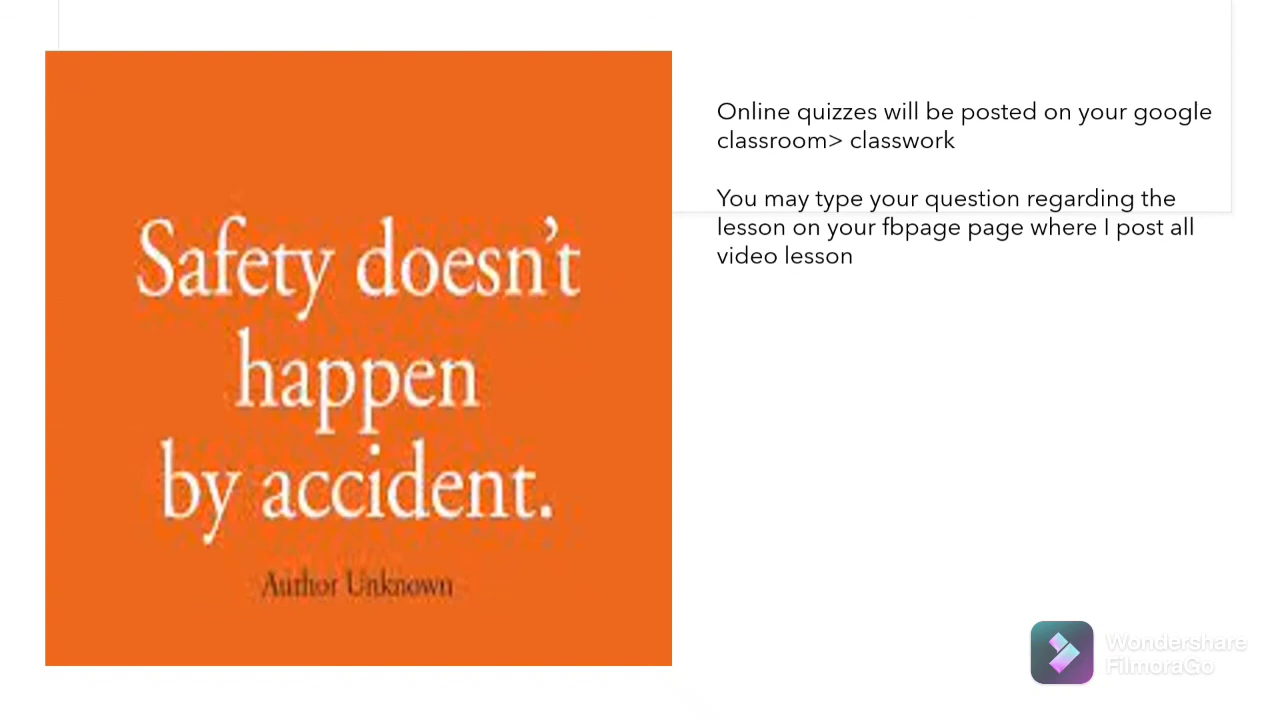 Safety doesn't
happen
by accident.
Author Unknown
Online quizzes will be posted on your google
classroom> classwork
You may type your question regarding the
lesson on your fbpage page where I post all
video lesson
Wondershare
FilmoraGo